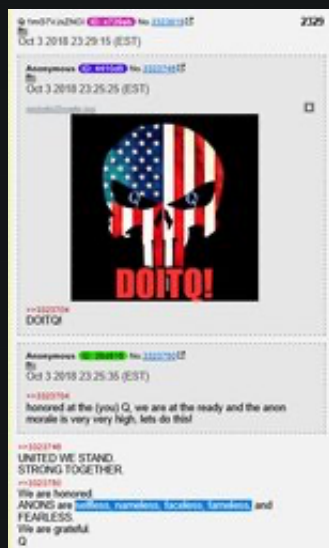 2329
Oct 3 2018 23:29:15 (EST)
Anonymous No.
Oct 3 2018 23:25:25 (EST)
Q Q
DOITQ!
DOITQ!
Anonymous No.
Oct 3 2018 23:25:35 (EST)
honored at the (you) Q, we are at the ready and the anon
morale is very very high, lets do this!
UNITED WE STAND.
STRONG TOGETHER.
We are honored.
ANONS are selfless, nameless, faceless, fameless, and
FEARLESS.
We are grateful.
Q